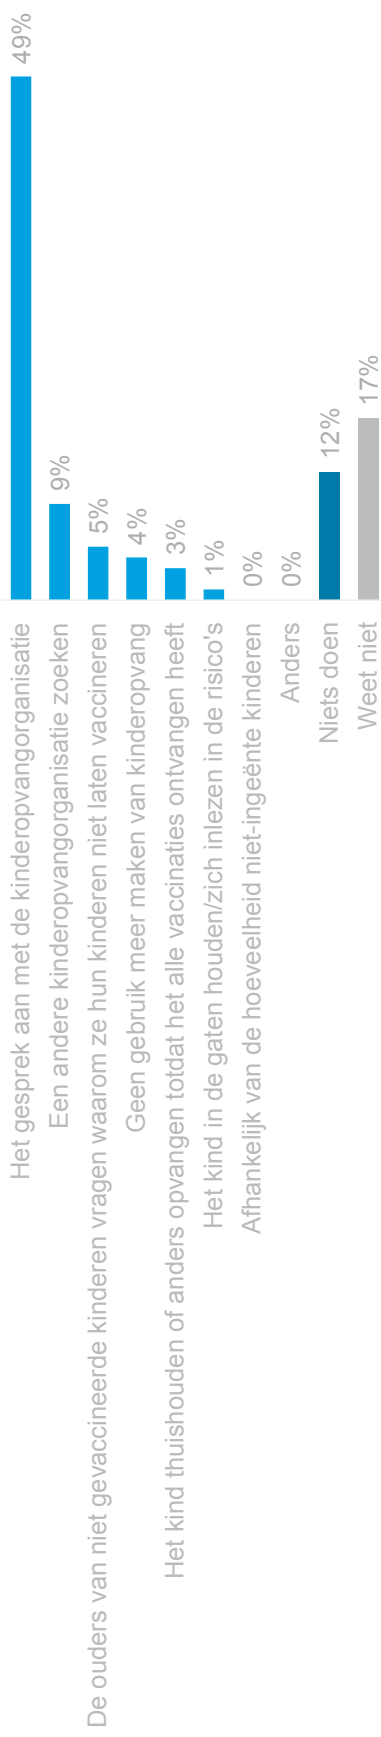 Het gesprek aan met de kinderopvangorganisatie 49%
Een andere kinderopvangorganisatie zoeken 9%
De ouders van niet gevaccineerde kinderen vragen waarom ze hun kinderen niet laten vaccineren 5%
Geen gebruik meer maken van kinderopvang 4%
Het kind thuishouden of anders opvangen totdat het alle vaccinaties ontvangen heeft 3%
Het kind in de gaten houden/zich inlezen in de risico's 1%
Afhankelijk van de hoeveelheid niet-ingeënte kinderen 0%
Anders 0%
Niets doen 12%
Weet niet 17%